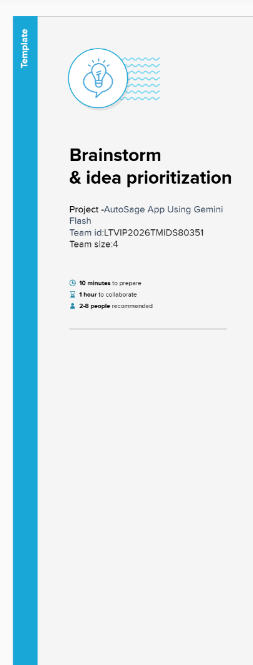 Template
Brainstorm
& idea prioritization
Project -AutoSage App Using Gemini
Flash
Team id:LTVIP2026TMIDS80351
Team size:4
10 minutes to prepare
1 hour to collaborate
2-8 people recommended